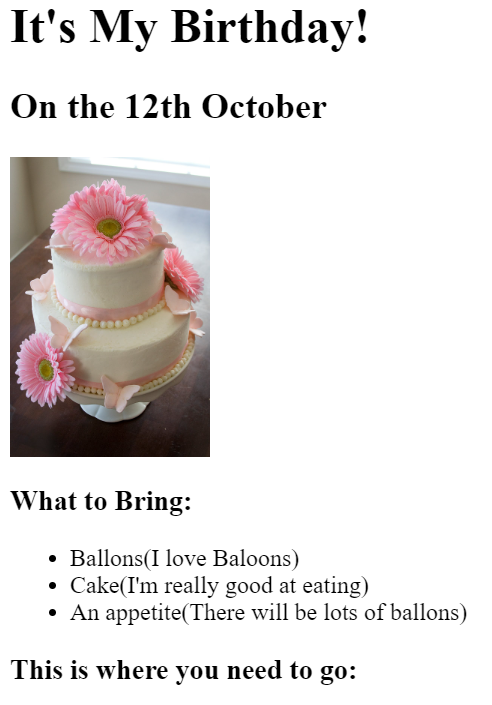 It's My Birthday!
On the 12th October
What to Bring:
Ballons(I love Baloons)
Cake(I'm really good at eating)
An appetite(There will be lots of ballons)
This is where you need to go: